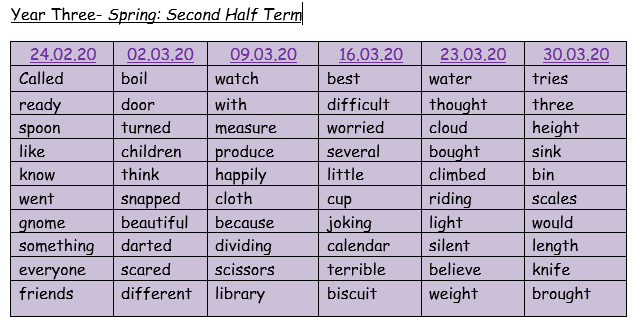 Year Three- Spring: Second Half Term
24.02.20 02.03.20 09.03.20 16.03.20 23.03.20 30.03.20
Called boil watch best water tries
ready door with difficult thought three
spoon turned measure worried cloud height
like children produce several bought sink
know think happily little climbed bin
went snapped cloth cup riding scales
gnome beautiful because joking light would
something darted dividing calendar silent length
everyone scared scissors terrible believe knife
friends different library biscuit weight brought